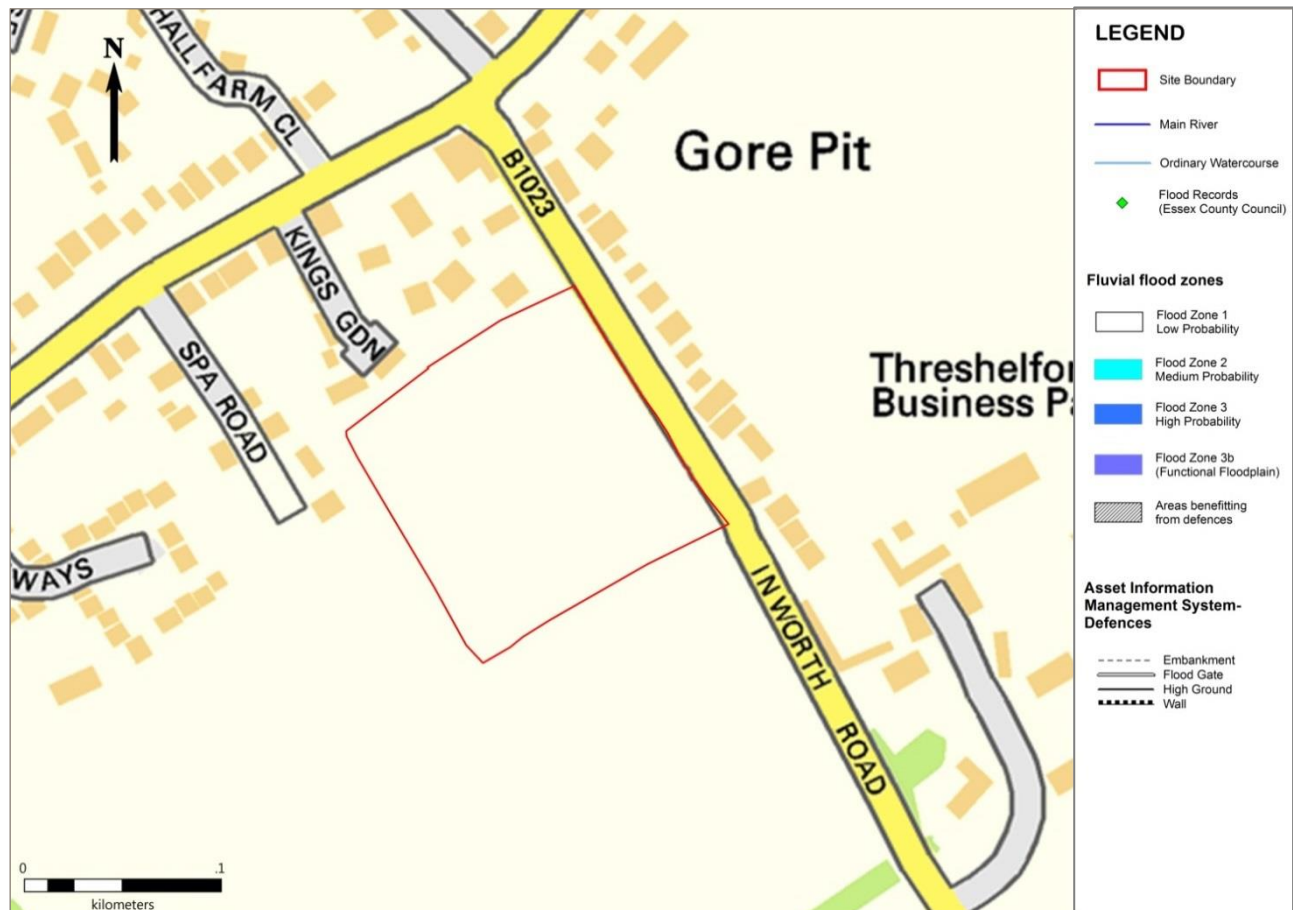 N
HALL FARM CL
B1023
Gore Pit
KINGS GDN
SPA ROAD
Threshelfor
Business Pa
WAYS
INWORTH ROAD
0 .1
kilometers
LEGEND
Site Boundary
Main River
Ordinary Watercourse
Flood Records
(Essex County Council)
Fluvial flood zones
Flood Zone 1
Low Probability
Flood Zone 2
Medium Probability
Flood Zone 3
High Probability
Flood Zone 3b
(Functional Floodplain)
Areas benefitting
from defences
Asset Information
Management System-
Defences
Embankment
Flood Gate
High Ground
Wall